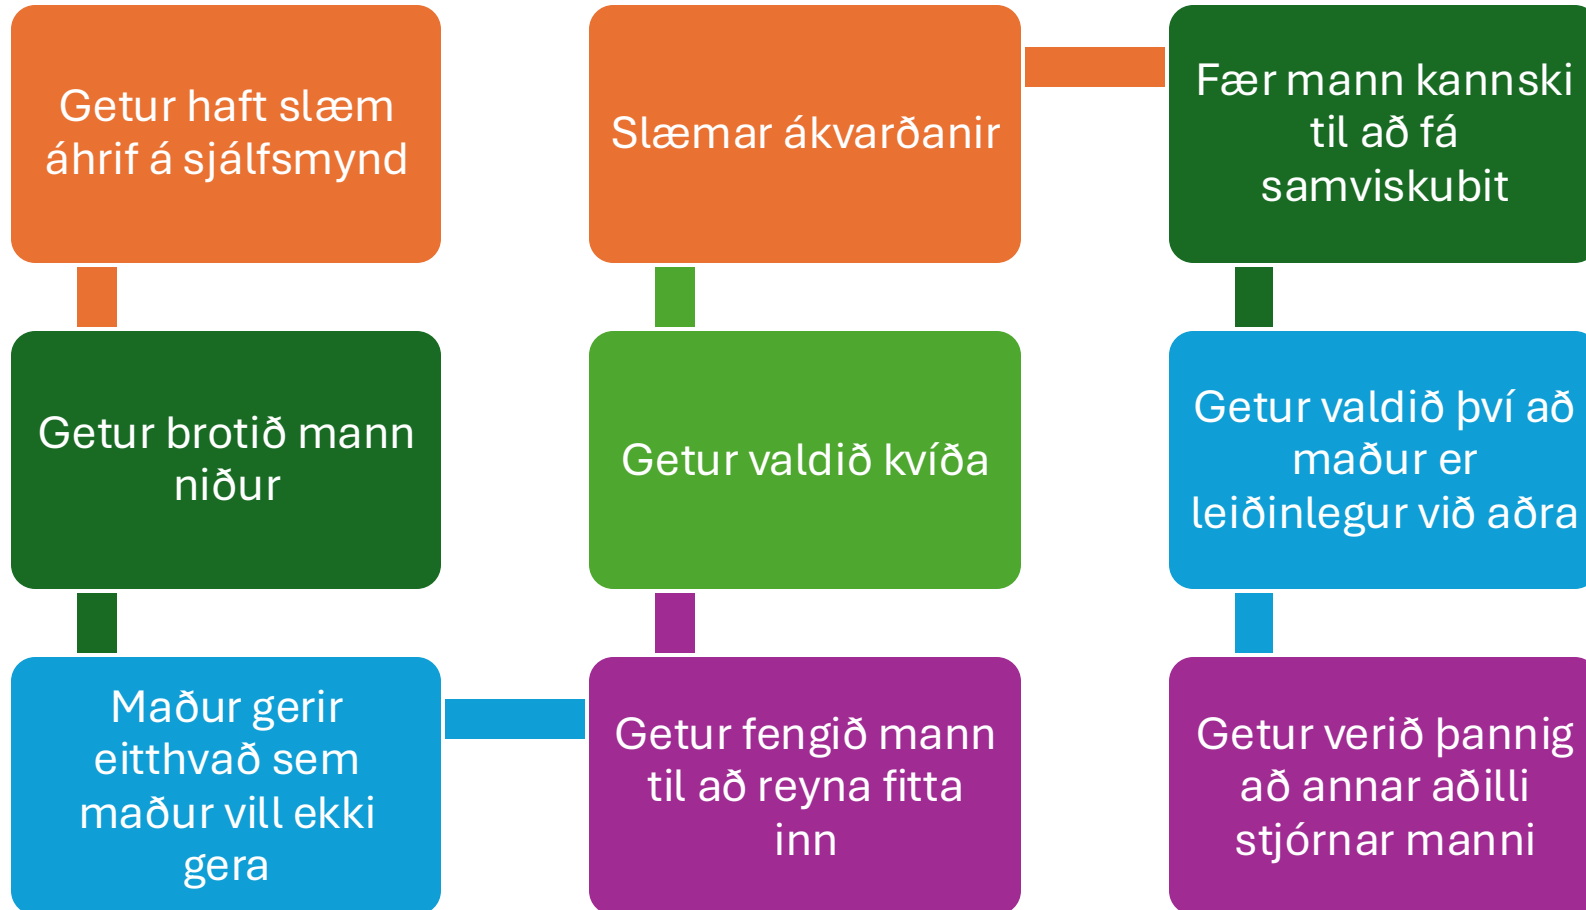 Getur haft slæm
áhrif á sjálfsmynd
Getur brotið mann
niður
Maður gerir
eitthvað sem
maður vill ekki
gera
Getur fengið mann
til að reyna fitta
inn
Getur valdið kvíða
Slæmar ákvarðanir
Fær mann kannski
til að fá
samviskubit
Getur valdið því að
maður er
leiðinlegur við aðra
Getur verið þannig
að annar aðilli
stjórnar manni